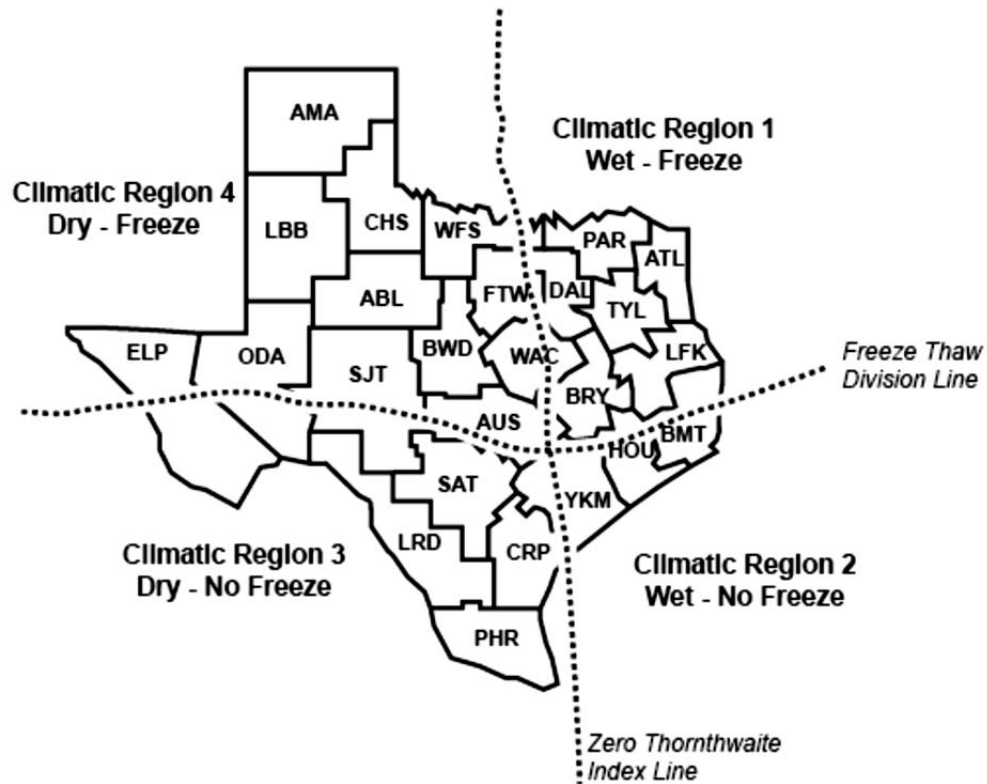 AMA
Climatic Region 1
Wet - Freeze
Climatic Region 4
Dry - Freeze
LBB
CHS
WFS
PAR
ATL
ABL
FTW
DAL
TYL
ELP
ODA
SJT
BWD
WAC
LFK
BRY
Freeze Thaw
Division Line
AUS
HOU
BMT
SAT
YKM
LRD
CRP
Climatic Region 3
Dry - No Freeze
Climatic Region 2
Wet - No Freeze
PHR
Zero Thornthwaite
Index Line